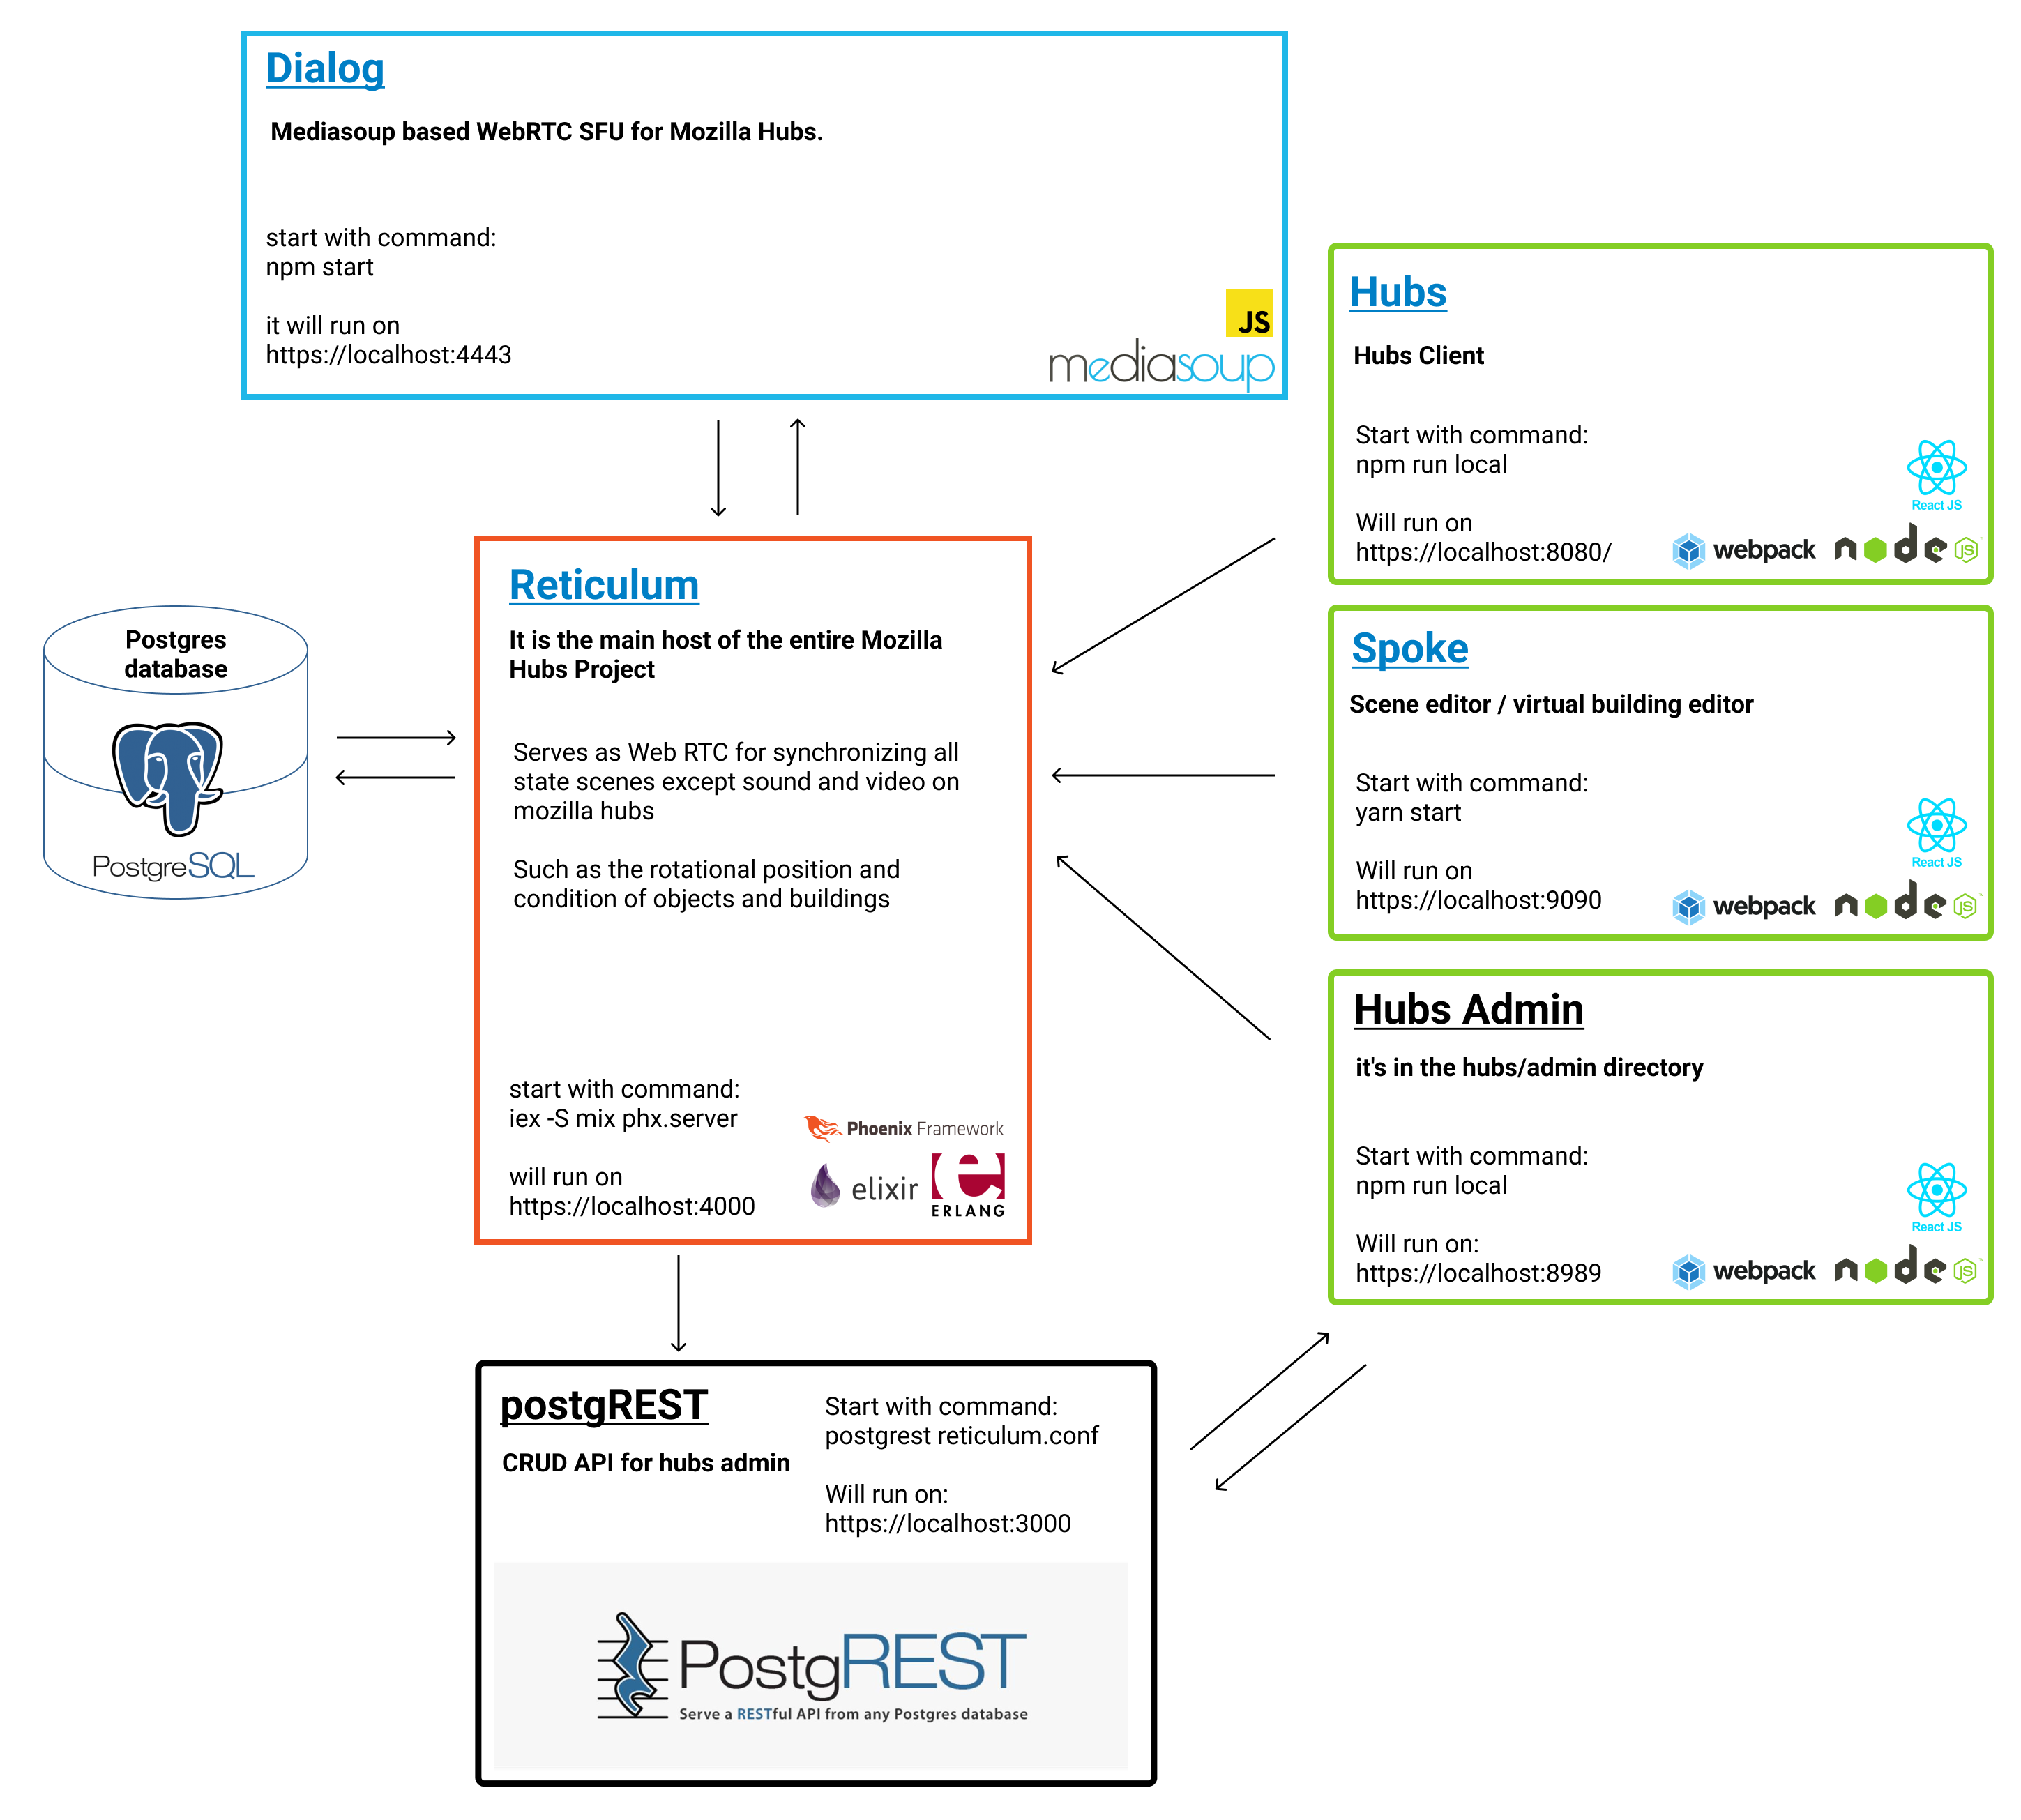 Dialog
Mediasoup based WebRTC SFU for Mozilla Hubs.
start with command:
npm start
it will run on
https://localhost:4443
JS
mediasoup
Hubs
Hubs Client
Start with command:
npm run local
Will run on
https://localhost:8080/
React JS
webpack
node
JS
Reticulum
It is the main host of the entire Mozilla
Hubs Project
Serves as Web RTC for synchronizing all
state scenes except sound and video on
mozilla hubs
Such as the rotational position and
condition of objects and buildings
start with command:
iex -S mix phx.server
will run on
https://localhost:4000
Phoenix Framework
elixir
e
ERLANG
Postgres
database
PostgreSQL
Spoke
Scene editor / virtual building editor
Start with command:
yarn start
Will run on
https://localhost:9090
React JS
webpack
node
JS
Hubs Admin
it's in the hubs/admin directory
Start with command:
npm run local
Will run on:
https://localhost:8989
React JS
webpack
node
JS
postgREST
CRUD API for hubs admin
Start with command:
postgrest reticulum.conf
Will run on:
https://localhost:3000
PostgREST
Serve a RESTful API from any Postgres database